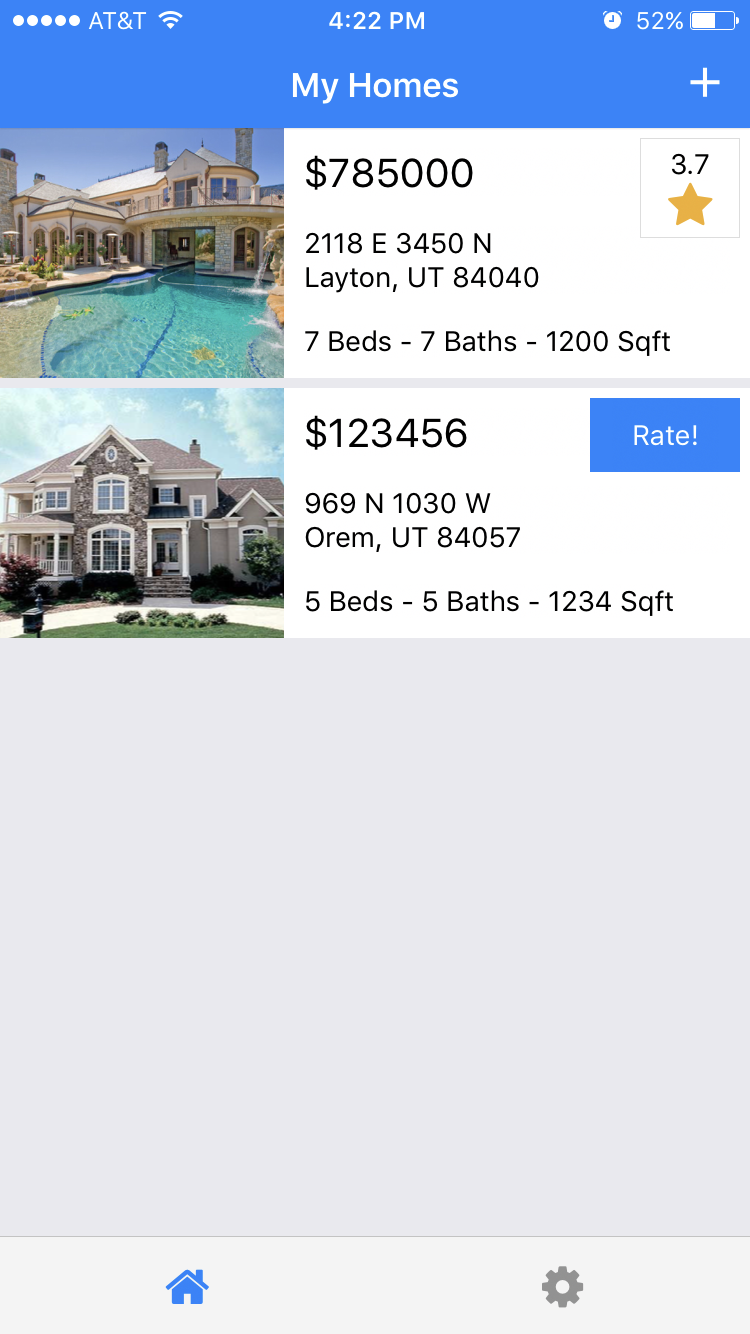 AT&T 4:22 PM 52%
My Homes
$785000
3.7
2118 E 3450 N
Layton, UT 84040
7 Beds - 7 Baths - 1200 Sqft
$123456
Rate!
969 N 1030 W
Orem, UT 84057
5 Beds - 5 Baths - 1234 Sqft